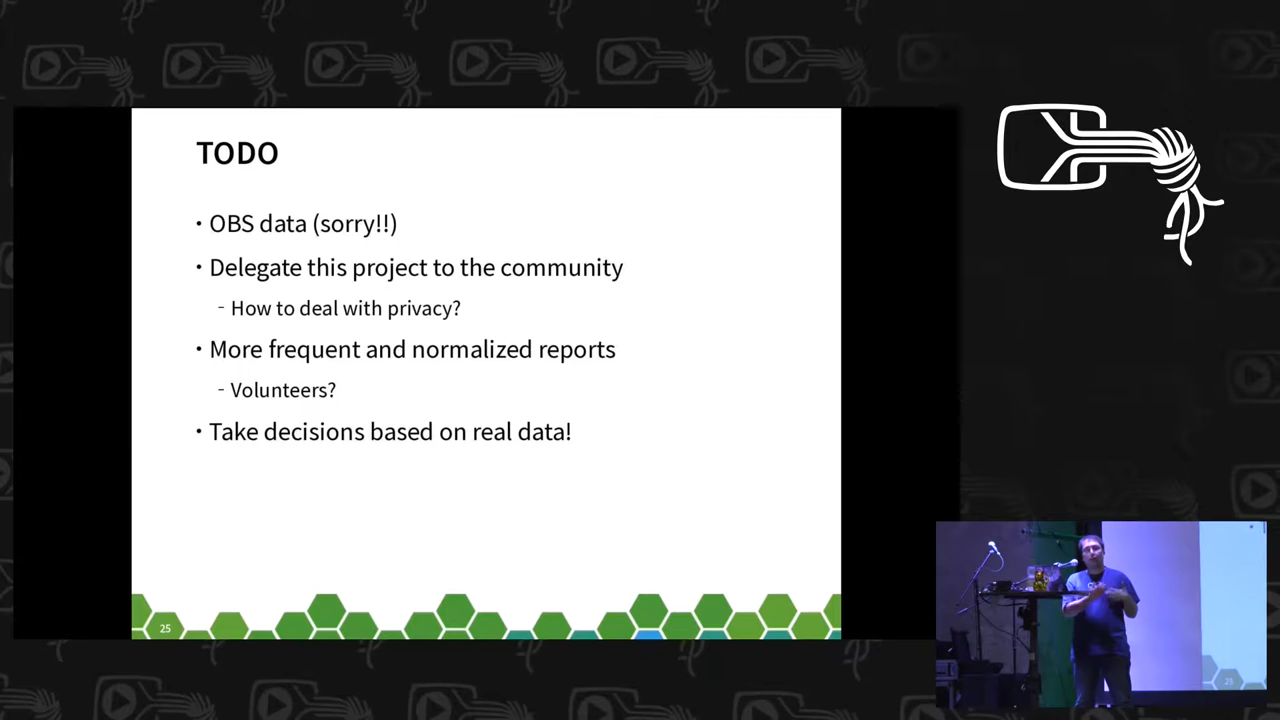 TODO
• OBS data (sorry!!)
• Delegate this project to the community
- How to deal with privacy?
• More frequent and normalized reports
- Volunteers?
• Take decisions based on real data!
25
25